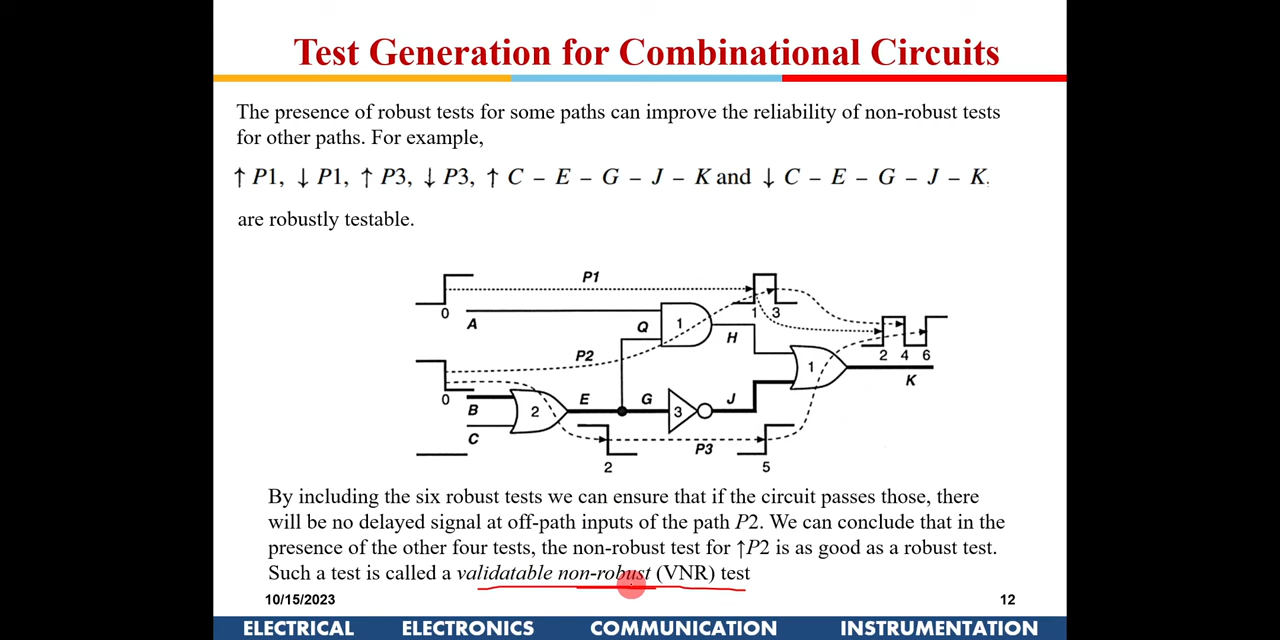 Test Generation for Combinational Circuits
The presence of robust tests for some paths can improve the reliability of non-robust tests
for other paths. For example,
↑ P1, ↓ P1, ↑ P3, ↓ P3, ↑ C – E – G – J – K and ↓ C – E – G – J – K.
are robustly testable.
P1
0
A
1 3
Q
1
H
2 4 6
P2
1
K
0
B
2
E
G
3
J
C
P3
2
5
By including the six robust tests we can ensure that if the circuit passes those, there
will be no delayed signal at off-path inputs of the path P2. We can conclude that in the
presence of the other four tests, the non-robust test for ↑P2 is as good as a robust test.
Such a test is called a validatable non-robust (VNR) test
10/15/2023
12
ELECTRICAL ELECTRONICS COMMUNICATION INSTRUMENTATION